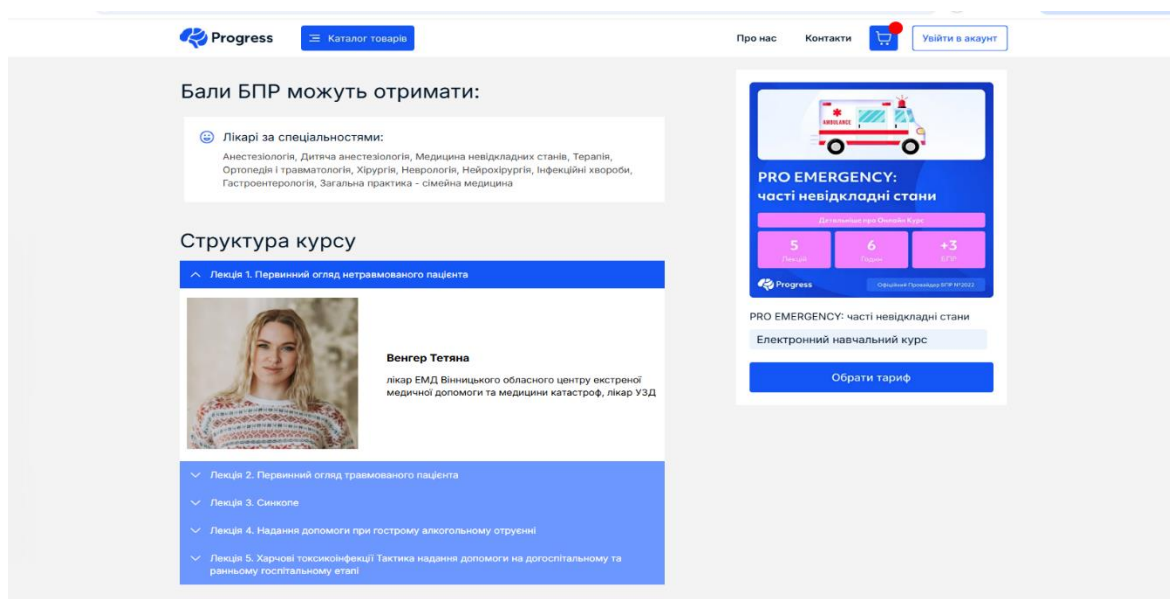 Progress
Каталог товарів
Про нас
Контакти
Увійти в акаунт
Бали БПР можуть отримати:
Лікарі за спеціальностями:
Анестезіологія, Дитяча анестезіологія, Медицина невідкладних станів, Терапія,
Ортопедія і травматологія, Хірургія, Неврологія, Нейрохірургія, Інфекційні хвороби,
Гастроентерологія, Загальна практика - сімейна медицина
Структура курсу
Лекція 1. Первинний огляд нетравмованого пацієнта
Венгер Тетяна
лікар ЕМД Вінницького обласного центру екстреної
медичної допомоги та медицини катастроф, лікар УЗД
Лекція 2. Первинний огляд травмованого пацієнта
Лекція 3. Синкопе
Лекція 4. Надання допомоги при гострому алкогольному отруєнні
Лекція 5. Харчові токсикоінфекції Тактика надання допомоги на догоспітальному та
ранньому госпітальному етапі
AMBULANCE
PRO EMERGENCY:
часті невідкладні стани
Детальніше про Онлайн Курс
5
Лекцій
6
Годин
+3
БПР
Progress
Офіційний Провайдер БПР №2022
PRO EMERGENCY: часті невідкладні стани
Електронний навчальний курс
Обрати тариф